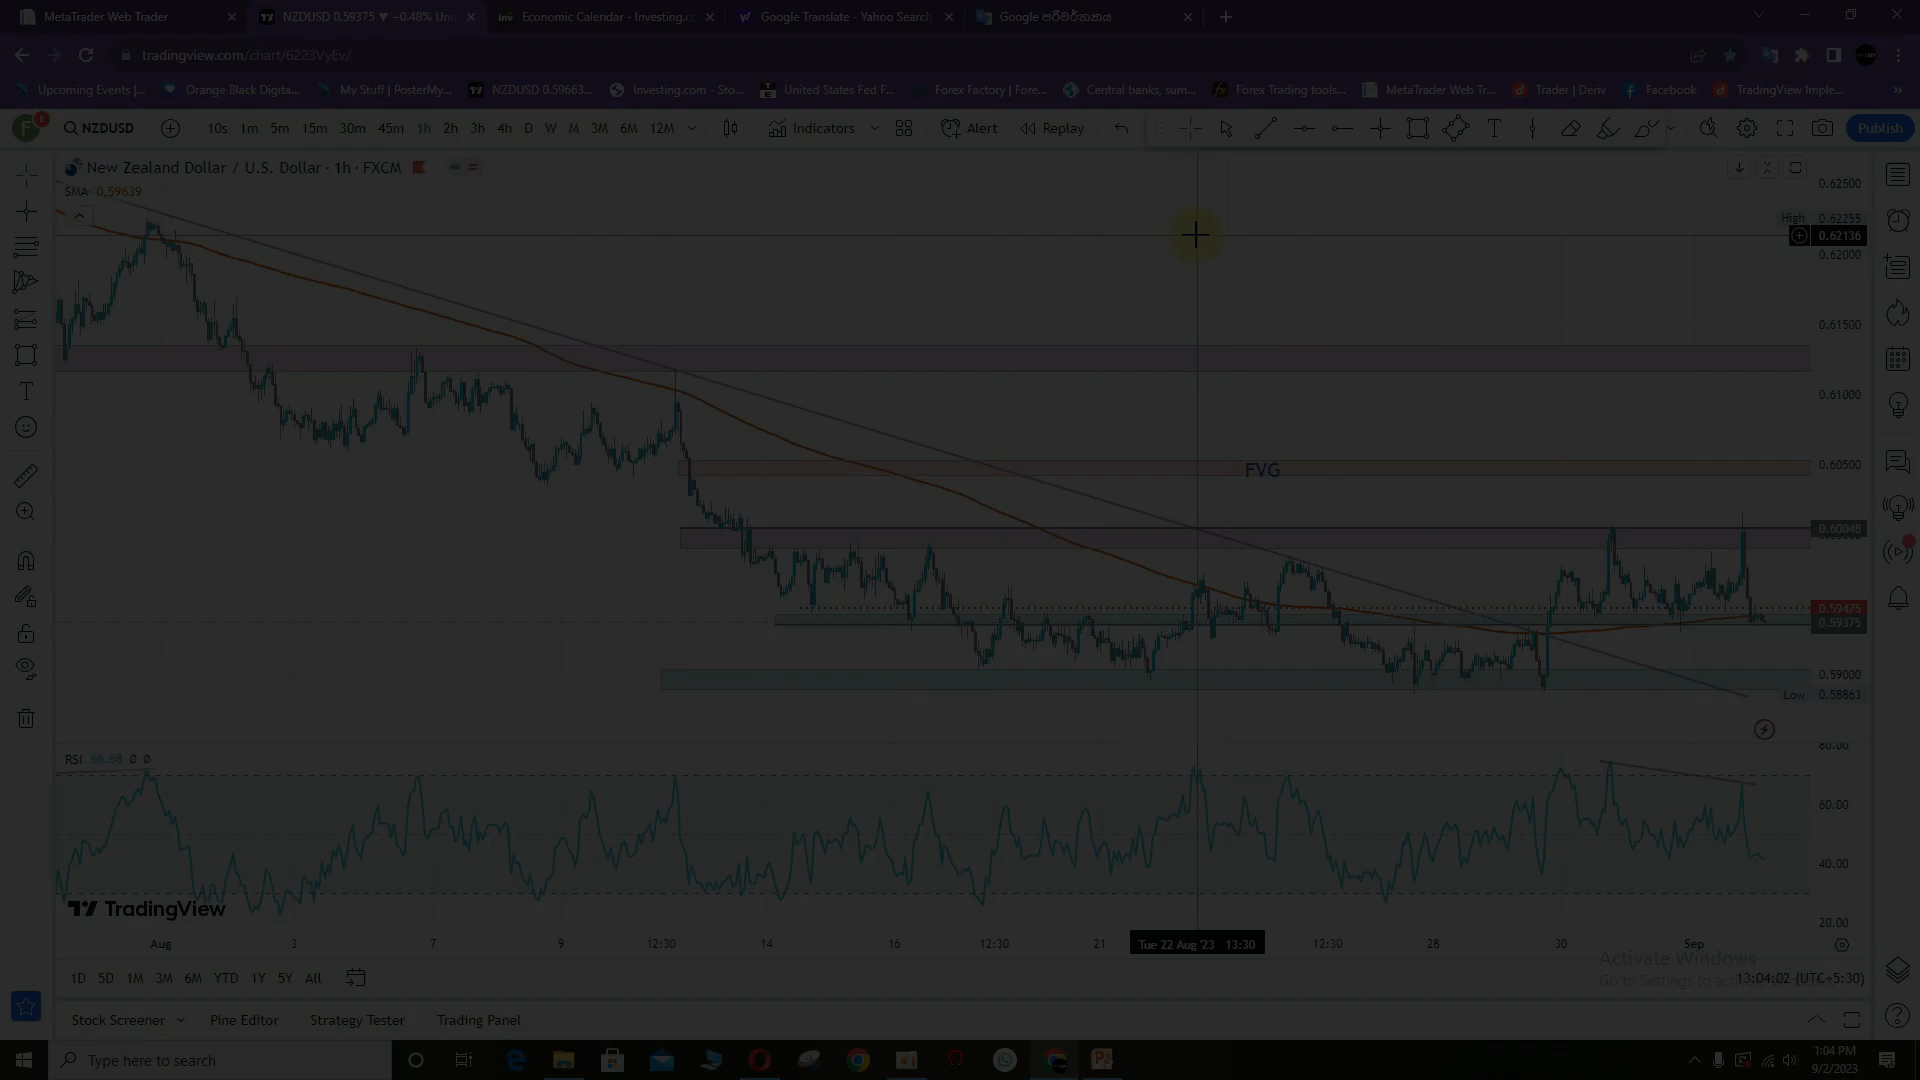 MetaTrader Web Trader
NZDUSD 0.59375 ▼ −0.48% Un
Economic Calendar - Investing.c
Google Translate - Yahoo Search
Google පරිවර්තනය
tradingview.com/chart/6223VyEv/
Upcoming Events |...
Orange Black Digita...
My Stuff | PosterMy...
NZDUSD 0.59663...
Investing.com - Sto...
United States Fed F...
Forex Factory | Fore...
Central banks, sum...
Forex Trading tools...
MetaTrader Web Tr...
Trader | Deriv
Facebook
TradingView Imple...
F 6
NZDUSD
10s 1m 5m 15m 30m 45m 1h 2h 3h 4h D W M 3M 6M 12M
Indicators
Alert
Replay
Publish
New Zealand Dollar / U.S. Dollar · 1h · FXCM
SMA 0.59639
0.62500
High 0.62255
0.62136
0.62000
0.61500
0.61000
0.60500
FVG
0.60048
0.59475
0.59375
0.59000
Low 0.58863
RSI 66.68 Ø Ø
80.00
60.00
40.00
20.00
TradingView
Aug 3 7 9 12:30 14 16 12:30 21 Tue 22 Aug '23 13:30 12:30 28 30 Sep
Activate Windows
1D 5D 1M 3M 6M YTD 1Y 5Y All
13:04:02 (UTC+5:30)
Stock Screener
Pine Editor
Strategy Tester
Trading Panel
Type here to search
1:04 PM
9/2/2023